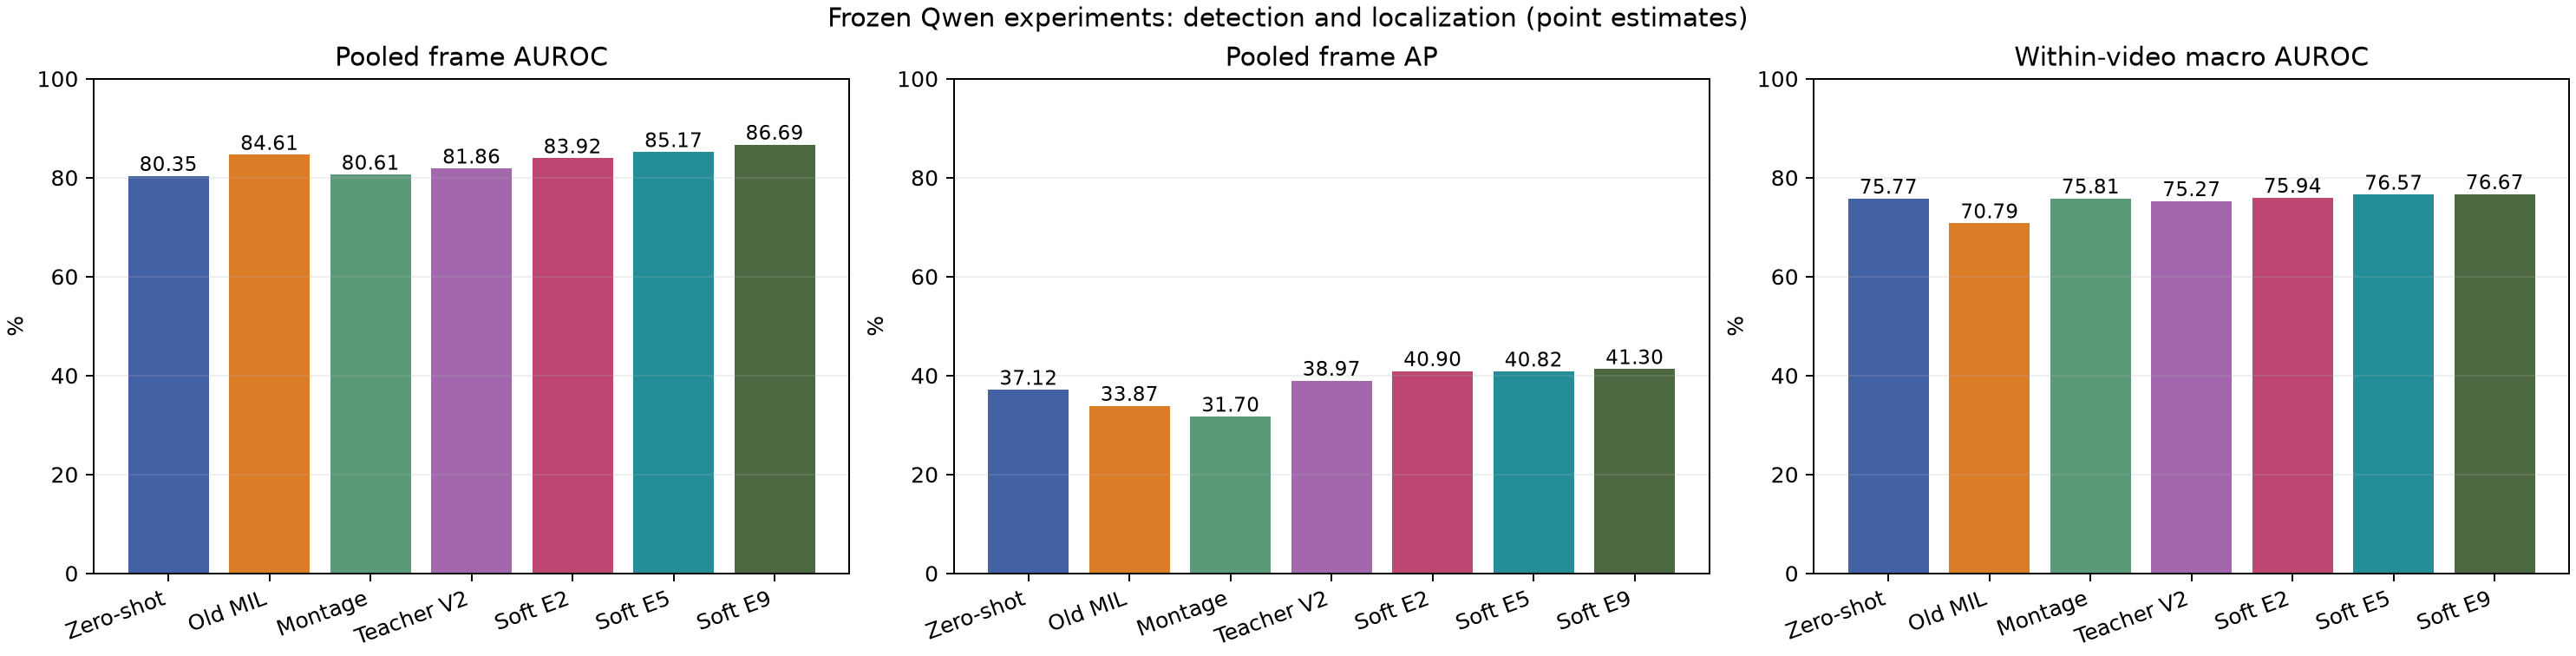 Frozen Qwen experiments: detection and localization (point estimates)
Pooled frame AUROC
%
100
80
60
40
20
0
80.35
84.61
80.61
81.86
83.92
85.17
86.69
Zero-shot
Old MIL
Montage
Teacher V2
Soft E2
Soft E5
Soft E9
Pooled frame AP
%
100
80
60
40
20
0
37.12
33.87
31.70
38.97
40.90
40.82
41.30
Zero-shot
Old MIL
Montage
Teacher V2
Soft E2
Soft E5
Soft E9
Within-video macro AUROC
%
100
80
60
40
20
0
75.77
70.79
75.81
75.27
75.94
76.57
76.67
Zero-shot
Old MIL
Montage
Teacher V2
Soft E2
Soft E5
Soft E9